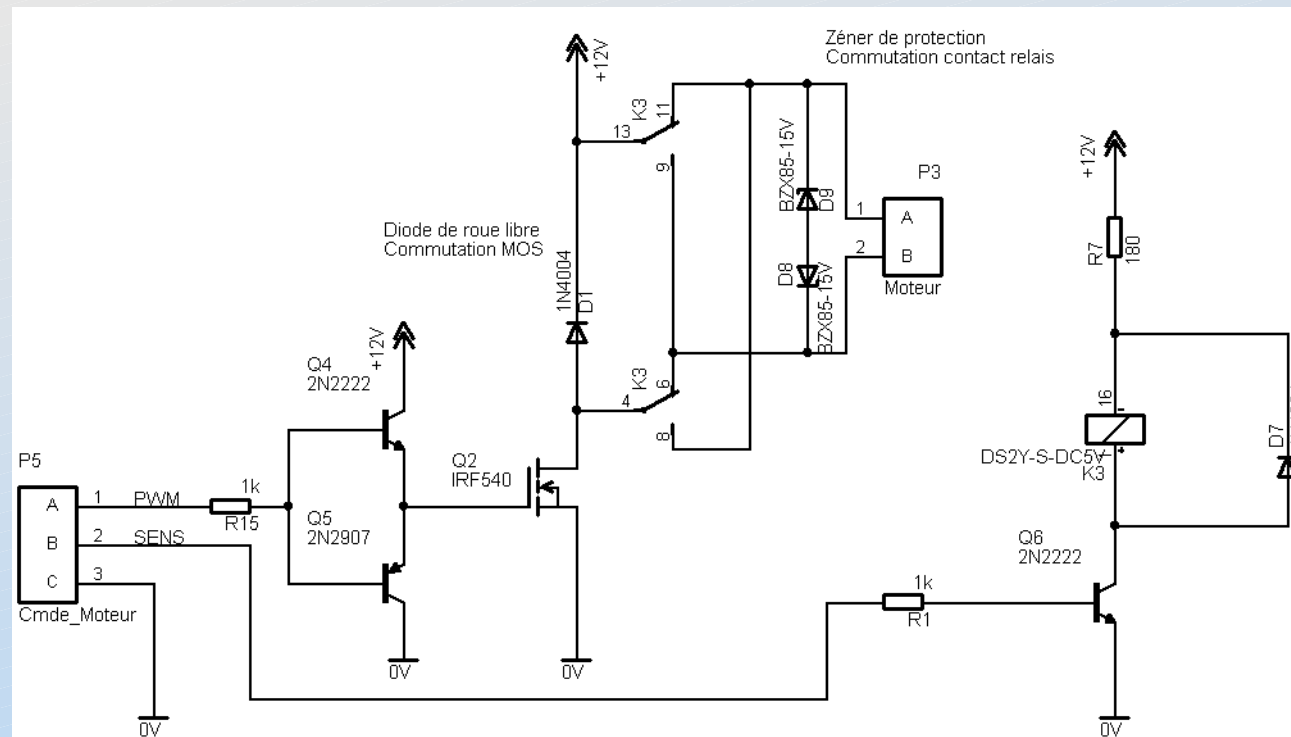 Zéner de protection
Commutation contact relais
+12V
K3
11
13
9
BZX85-15V
D9
P3
1
A
2
B
Moteur
D8
BZX85-15V
+12V
R7
180
Diode de roue libre
Commutation MOS
1N4004
D1
K3
6
4
8
+12V
Q4
2N2222
16
-
+
DS2Y-S-DC5V
K3
D7
P5
A
1
PWM
1k
R15
B
2
SENS
C
3
Cmde_Moteur
Q5
2N2907
Q2
IRF540
Q6
2N2222
1k
R1
0V
0V
0V
0V